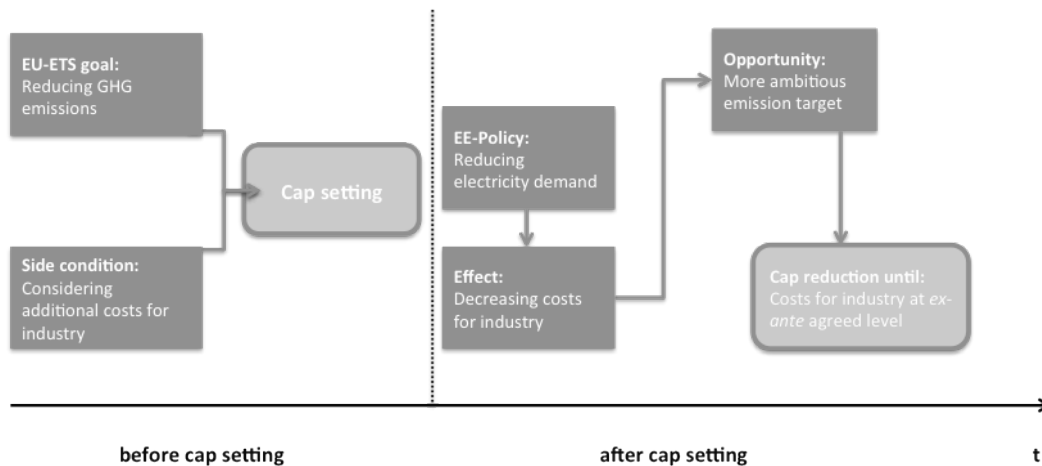 EU-ETS goal:
Reducing GHG
emissions
Cap setting
Side condition:
Considering
additional costs for
industry
EE-Policy:
Reducing
electricity demand
Effect:
Decreasing costs
for industry
Opportunity:
More ambitious
emission target
Cap reduction until:
Costs for industry at ex-
ante agreed level
before cap setting
after cap setting
t